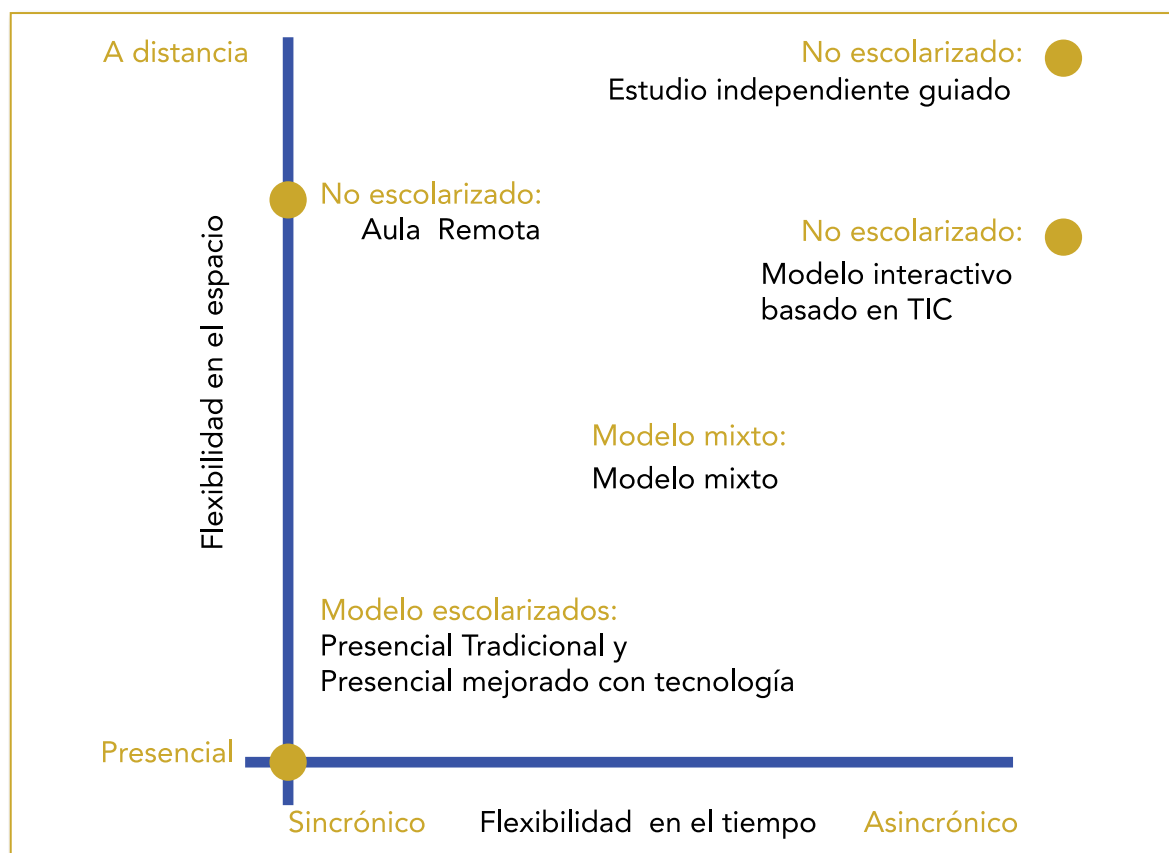 A distancia
No escolarizado:
Estudio independiente guiado
No escolarizado:
Aula Remota
No escolarizado:
Modelo interactivo
basado en TIC
Flexibilidad en el espacio
Modelo mixto:
Modelo mixto
Modelo escolarizados:
Presencial Tradicional y
Presencial mejorado con tecnología
Presencial
Sincrónico Flexibilidad en el tiempo Asincrónico